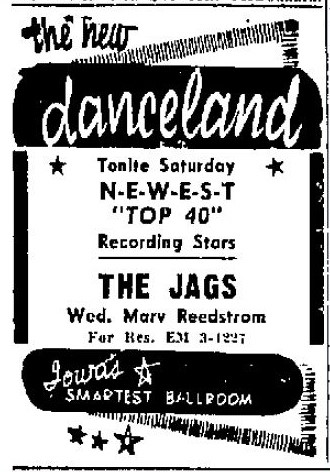 the new
danceland
Tonite Saturday
N-E-W-E-S-T
"TOP 40"
Recording Stars
THE JAGS
Wed. Marv Reedstrom
For Res. EM 3-1227
Iowa's
SMARTEST BALLROOM